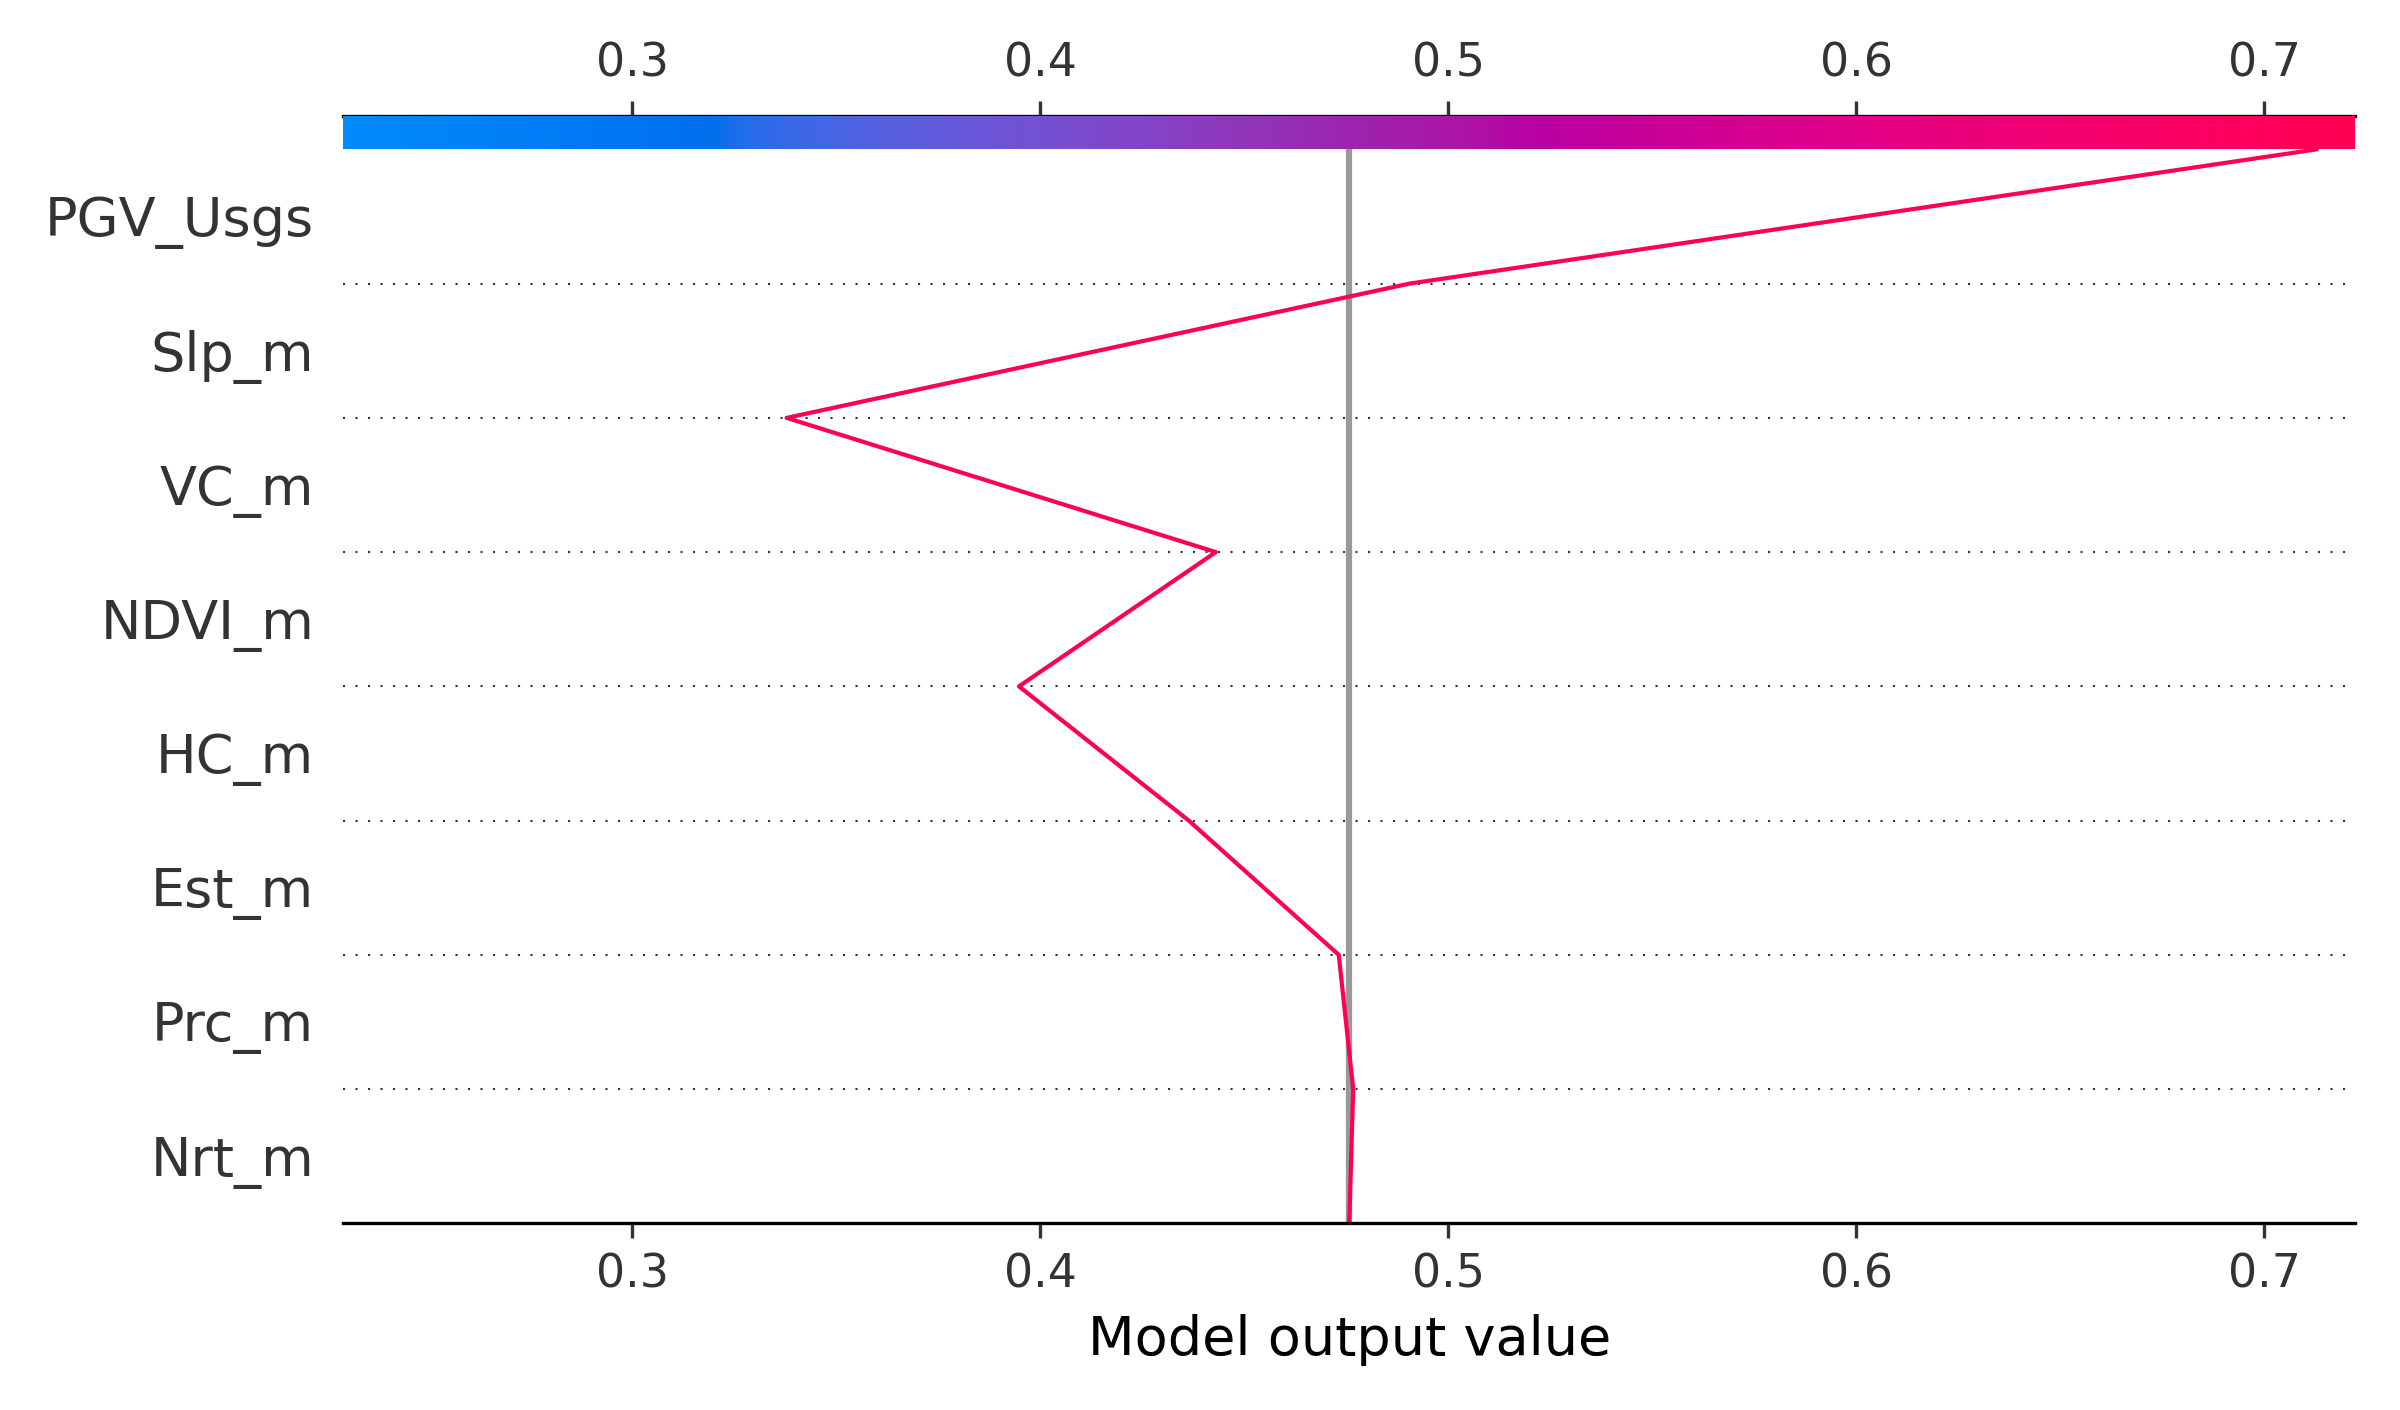 0.3 0.4 0.5 0.6 0.7
PGV_Usgs
Slp_m
VC_m
NDVI_m
HC_m
Est_m
Prc_m
Nrt_m
0.3 0.4 0.5 0.6 0.7
Model output value